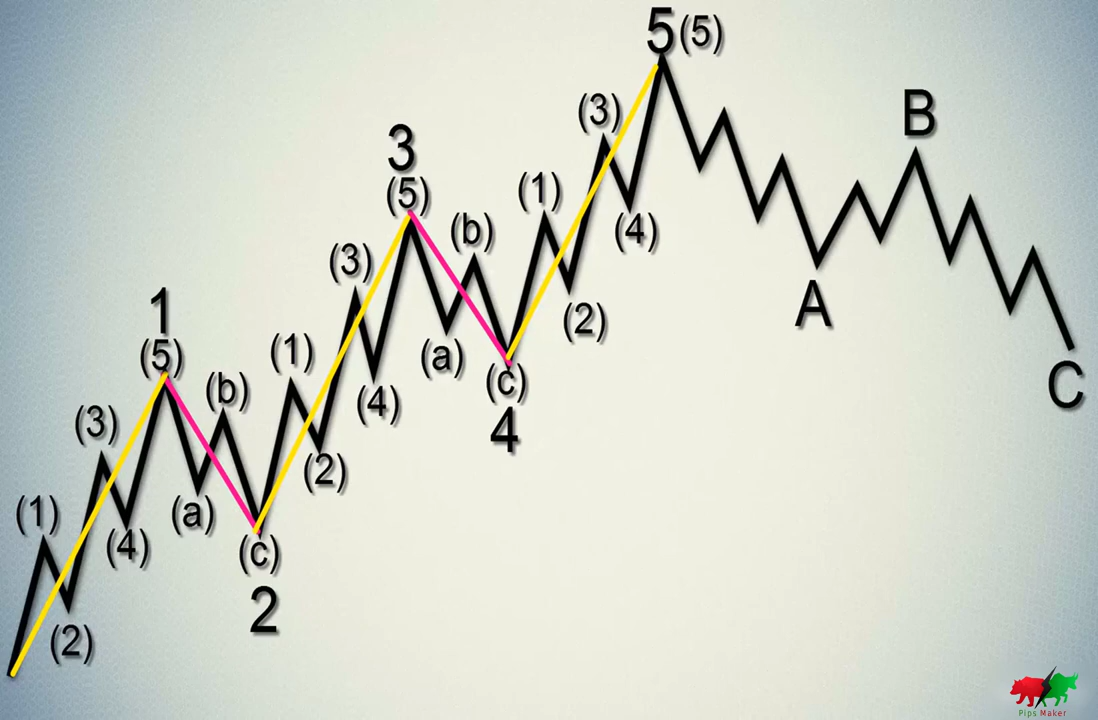 5 (5)
(3)
B
3
(5)
(1)
(b)
(4)
(3)
1
(5)
(2)
A
(1)
(a)
(b)
(c)
C
(4)
4
(3)
(2)
(1)
(a)
(4)
(c)
2
(2)
Pips Maker